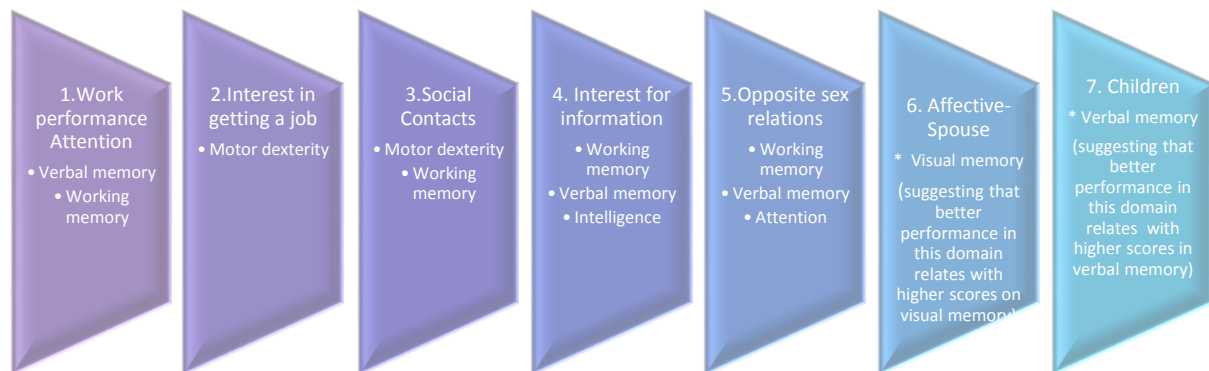 1.Work
performance
Attention
• Verbal memory
• Working
memory
2.Interest in
getting a job
• Motor dexterity
3.Social
Contacts
• Motor dexterity
• Working
memory
4. Interest for
information
• Working
memory
• Verbal memory
• Intelligence
5.Opposite sex
relations
• Working
memory
• Verbal memory
• Attention
6. Affective-
Spouse
* Visual memory
(suggesting that
better
performance in
this domain
relates with
higher scores on
visual memory)
7. Children
* Verbal memory
(suggesting that
better
performance in
this domain
relates with
higher scores in
verbal memory)